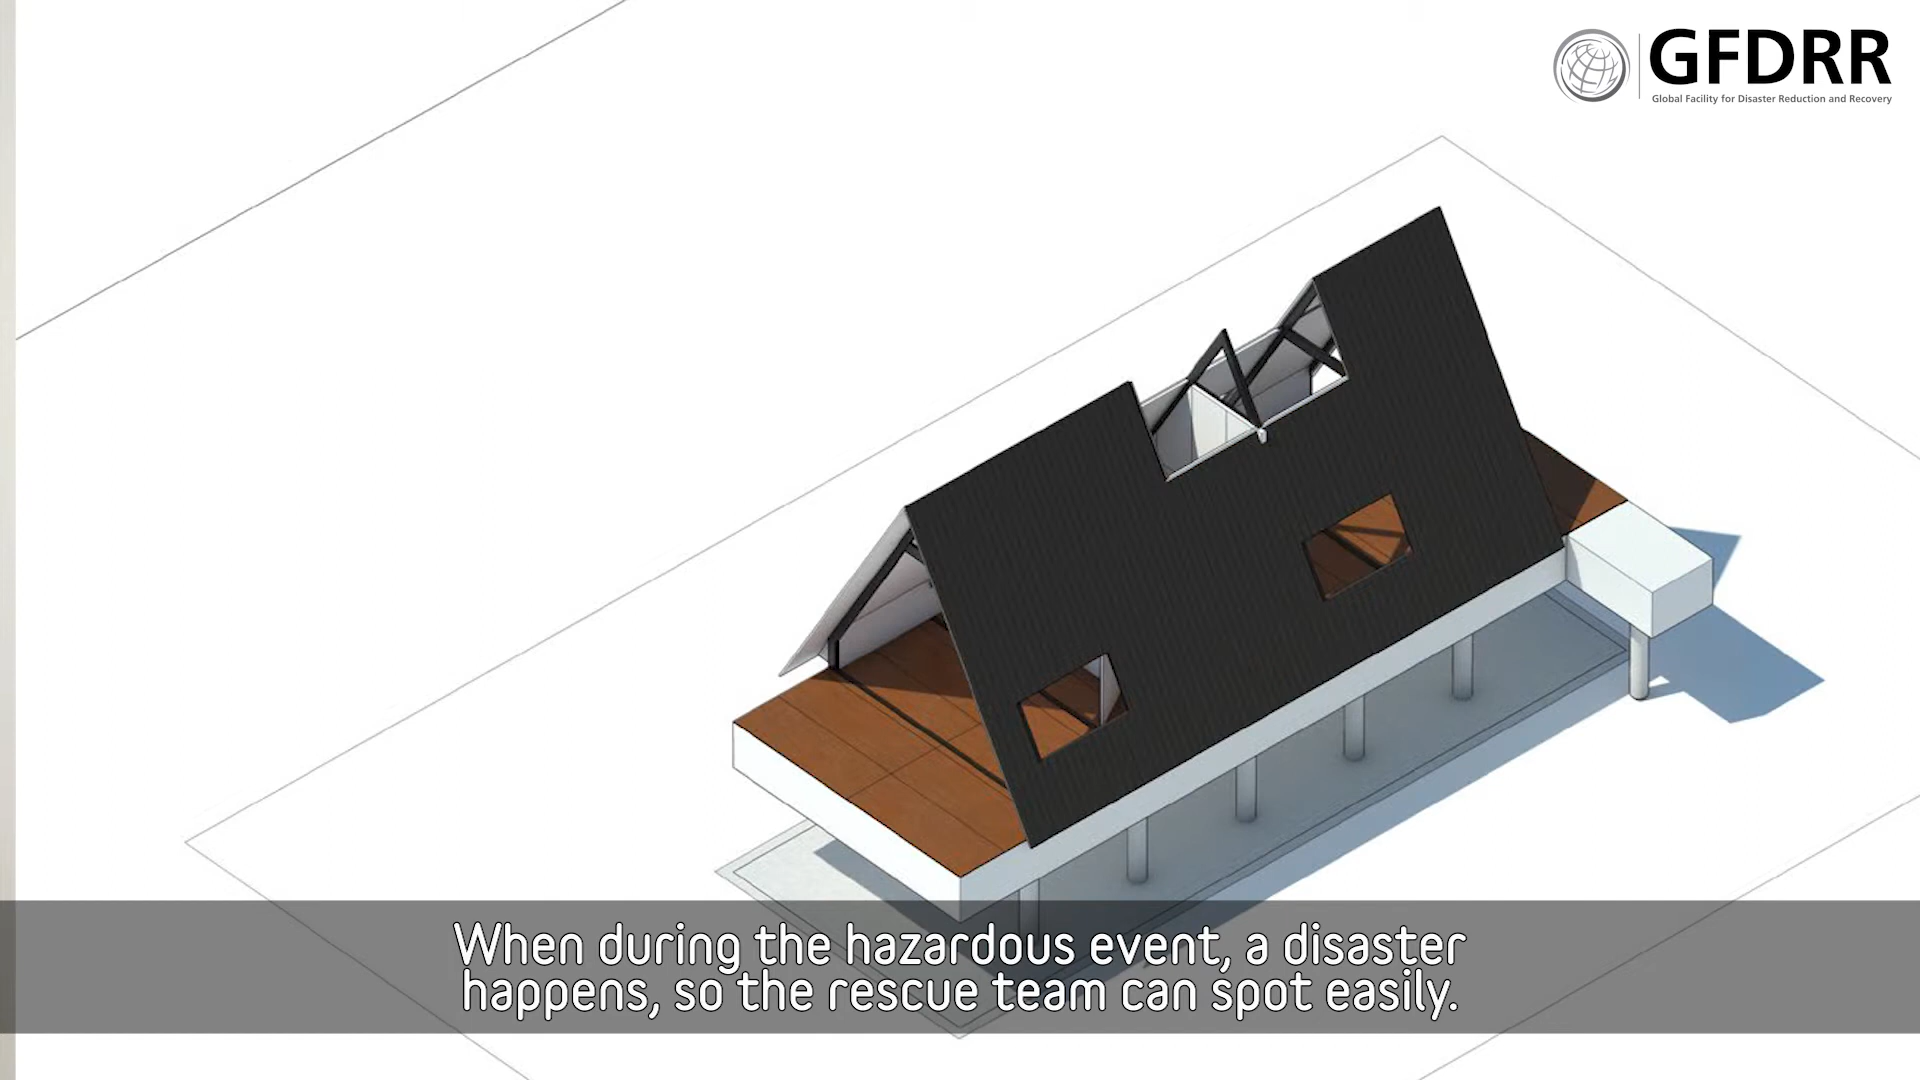 GFDRR
Global Facility for Disaster Reduction and Recovery
When during the hazardous event, a disaster
happens, so the rescue team can spot easily.